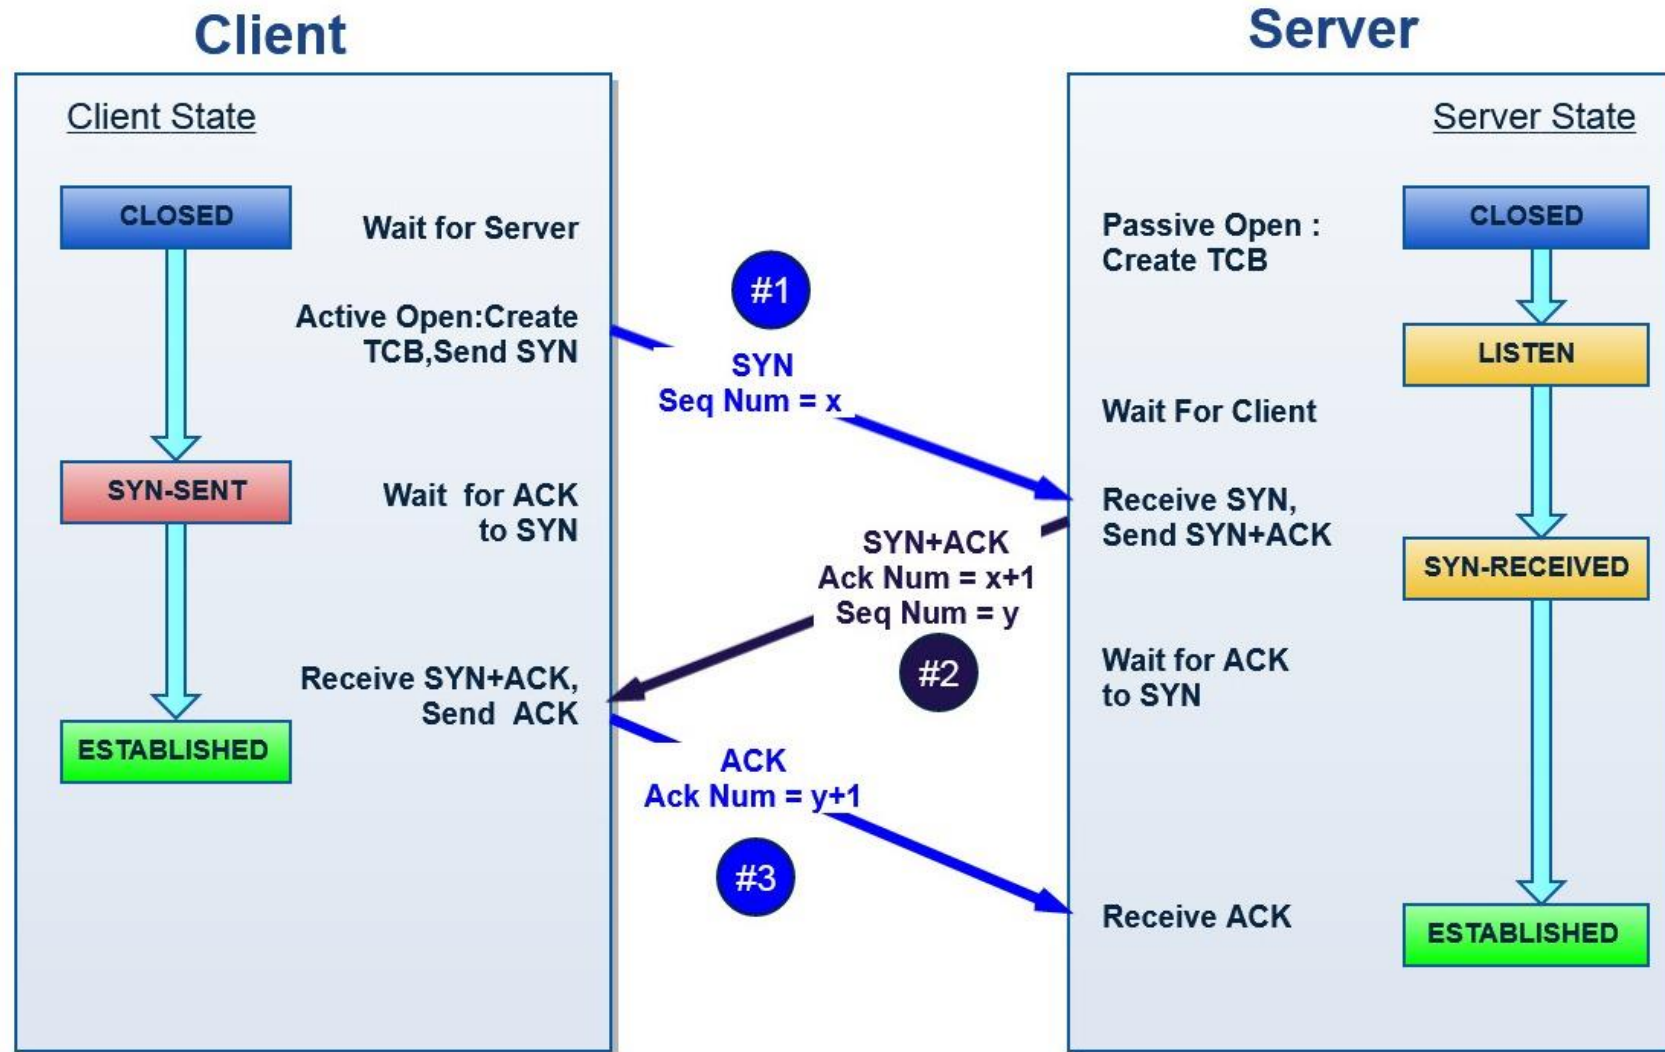 Client
Client State
CLOSED
Wait for Server
Active Open:Create
TCB,Send SYN
SYN-SENT
Wait for ACK
to SYN
Receive SYN+ACK,
Send ACK
ESTABLISHED
#1
SYN
Seq Num = x
SYN+ACK
Ack Num = x+1
Seq Num = y
#2
ACK
Ack Num = y+1
#3
Server
Server State
Passive Open :
Create TCB
CLOSED
LISTEN
Wait For Client
Receive SYN,
Send SYN+ACK
SYN-RECEIVED
Wait for ACK
to SYN
Receive ACK
ESTABLISHED